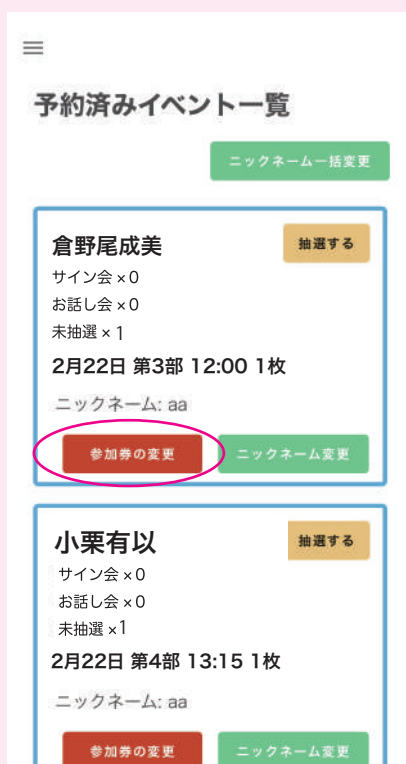 予約済みイベント一覧
ニックネーム一括変更
倉野尾成美
抽選する
サイン会 ×0
お話し会 ×0
未抽選 × 1
2月22日 第3部 12:00 1枚
ニックネーム: aa
参加券の変更
ニックネーム変更
小栗有以
抽選する
サイン会 ×0
お話し会 ×0
未抽選 ×1
2月22日 第4部 13:15 1枚
ニックネーム: aa
参加券の変更
ニックネーム変更